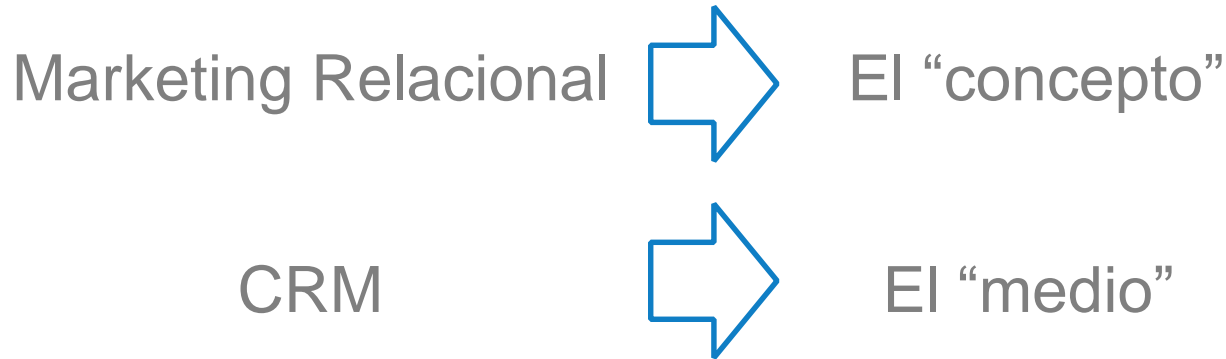 Marketing Relacional El “concepto”
CRM El “medio”